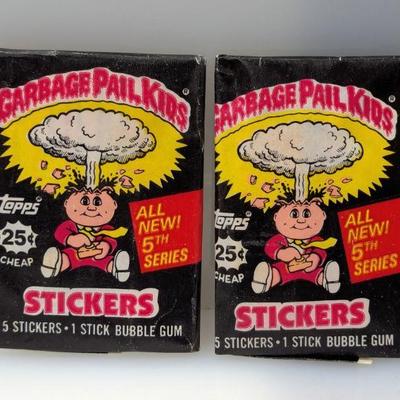 GARBAGE PAIL KIDS ®
TOPPS
25¢
CHEAP
ALL
NEW!
5TH
SERIES
STICKERS
5 STICKERS • 1 STICK BUBBLE GUM
GARBAGE PAIL KIDS ®
TOPPS
25¢
CHEAP
ALL
NEW!
5TH
SERIES
STICKERS
5 STICKERS • 1 STICK BUBBLE GUM